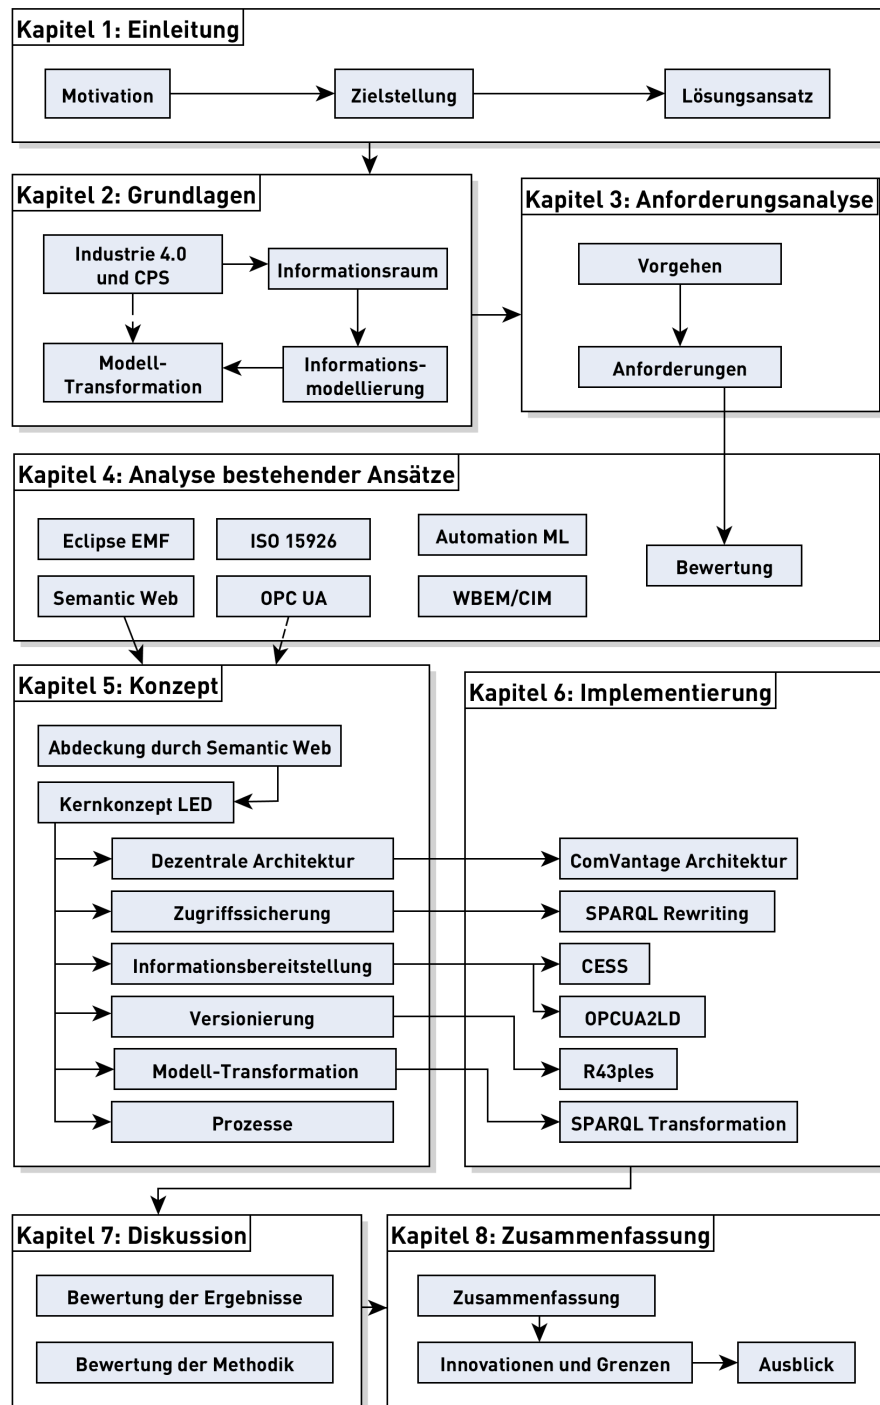 Kapitel 1: Einleitung
Motivation
Zielstellung
Lösungsansatz
Kapitel 2: Grundlagen
Industrie 4.0
und CPS
Informationsraum
Modell-
Transformation
Informations-
modellierung
Kapitel 3: Anforderungsanalyse
Vorgehen
Anforderungen
Kapitel 4: Analyse bestehender Ansätze
Eclipse EMF
ISO 15926
Automation ML
Semantic Web
OPC UA
WBEM/CIM
Bewertung
Kapitel 5: Konzept
Abdeckung durch Semantic Web
Kernkonzept LED
Dezentrale Architektur
Zugriffssicherung
Informationsbereitstellung
Versionierung
Modell-Transformation
Prozesse
Kapitel 6: Implementierung
ComVantage Architektur
SPARQL Rewriting
CESS
OPCUA2LD
R43ples
SPARQL Transformation
Kapitel 7: Diskussion
Bewertung der Ergebnisse
Bewertung der Methodik
Kapitel 8: Zusammenfassung
Zusammenfassung
Innovationen und Grenzen
Ausblick